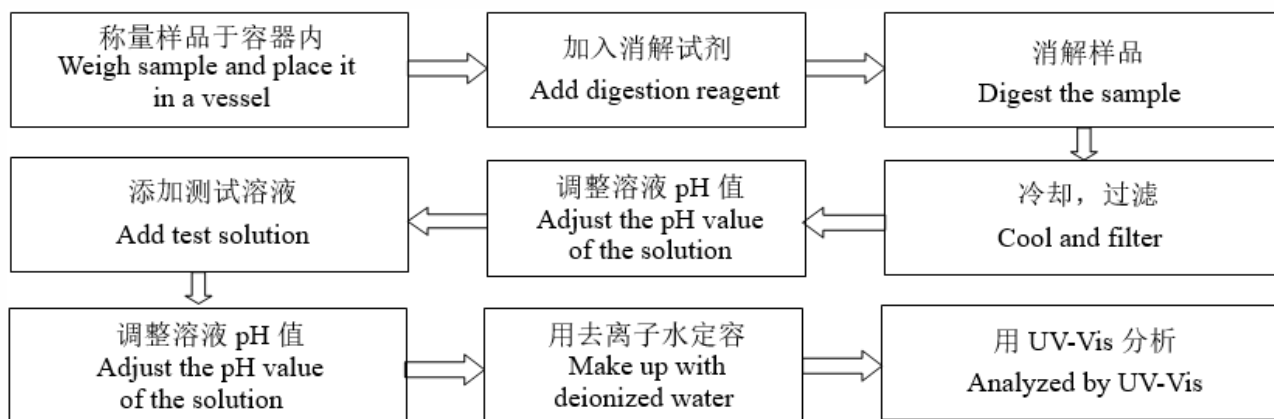 称量样品于容器内
Weigh sample and place it
in a vessel
加入消解试剂
Add digestion reagent
消解样品
Digest the sample
冷却，过滤
Cool and filter
调整溶液 pH 值
Adjust the pH value
of the solution
添加测试溶液
Add test solution
调整溶液 pH 值
Adjust the pH value
of the solution
用去离子水定容
Make up with
deionized water
用 UV-Vis 分析
Analyzed by UV-Vis